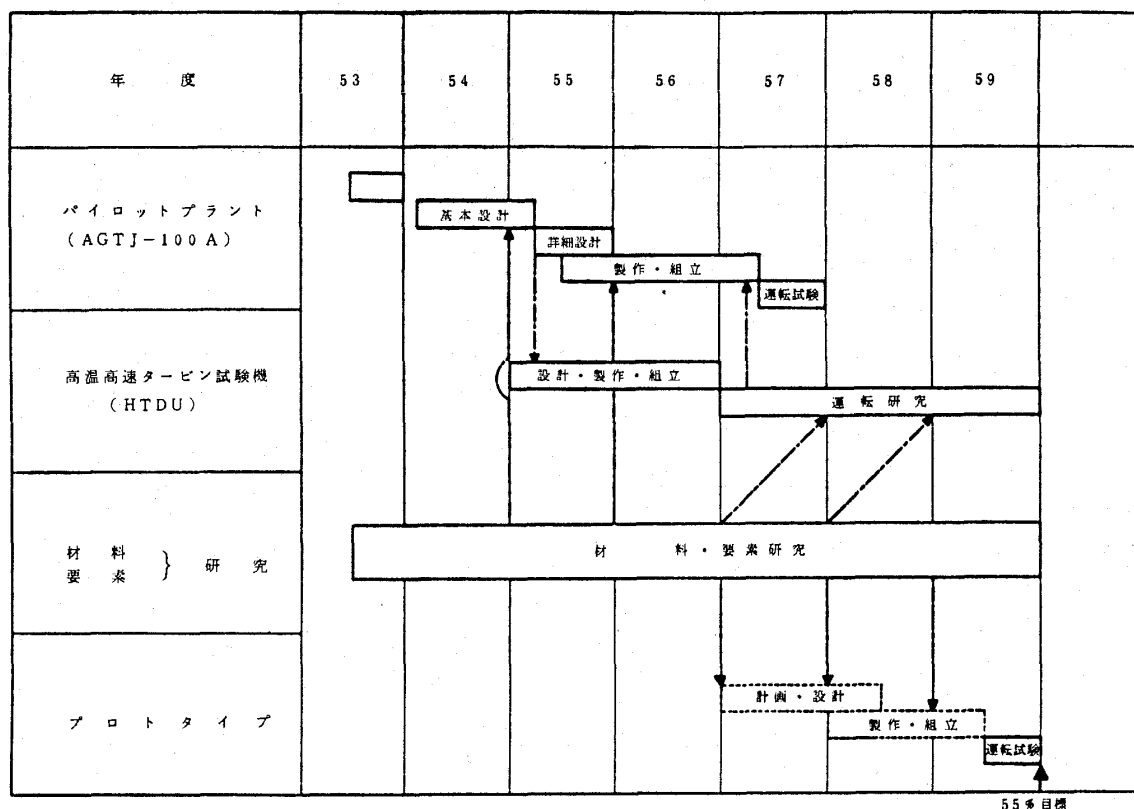 年度 53 54 55 56 57 58 59
パイロットプラント
(AGTJ-100A)
基本設計
詳細設計
製作・組立
運転試験
高温高速タービン試験機
(HTDU)
設計・製作・組立
運転研究
材料
要素 } 研究
材料・要素研究
プロトタイプ
計画・設計
製作・組立
運転試験
55%目標